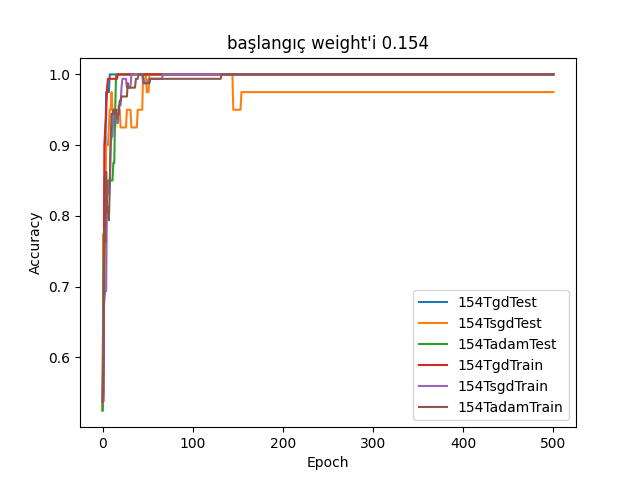 başlangıç weight'i 0.154
1.0
0.9
0.8
0.7
0.6
Accuracy
0 100 200 300 400 500
Epoch
154TgdTest
154TsgdTest
154TadamTest
154TgdTrain
154TsgdTrain
154TadamTrain